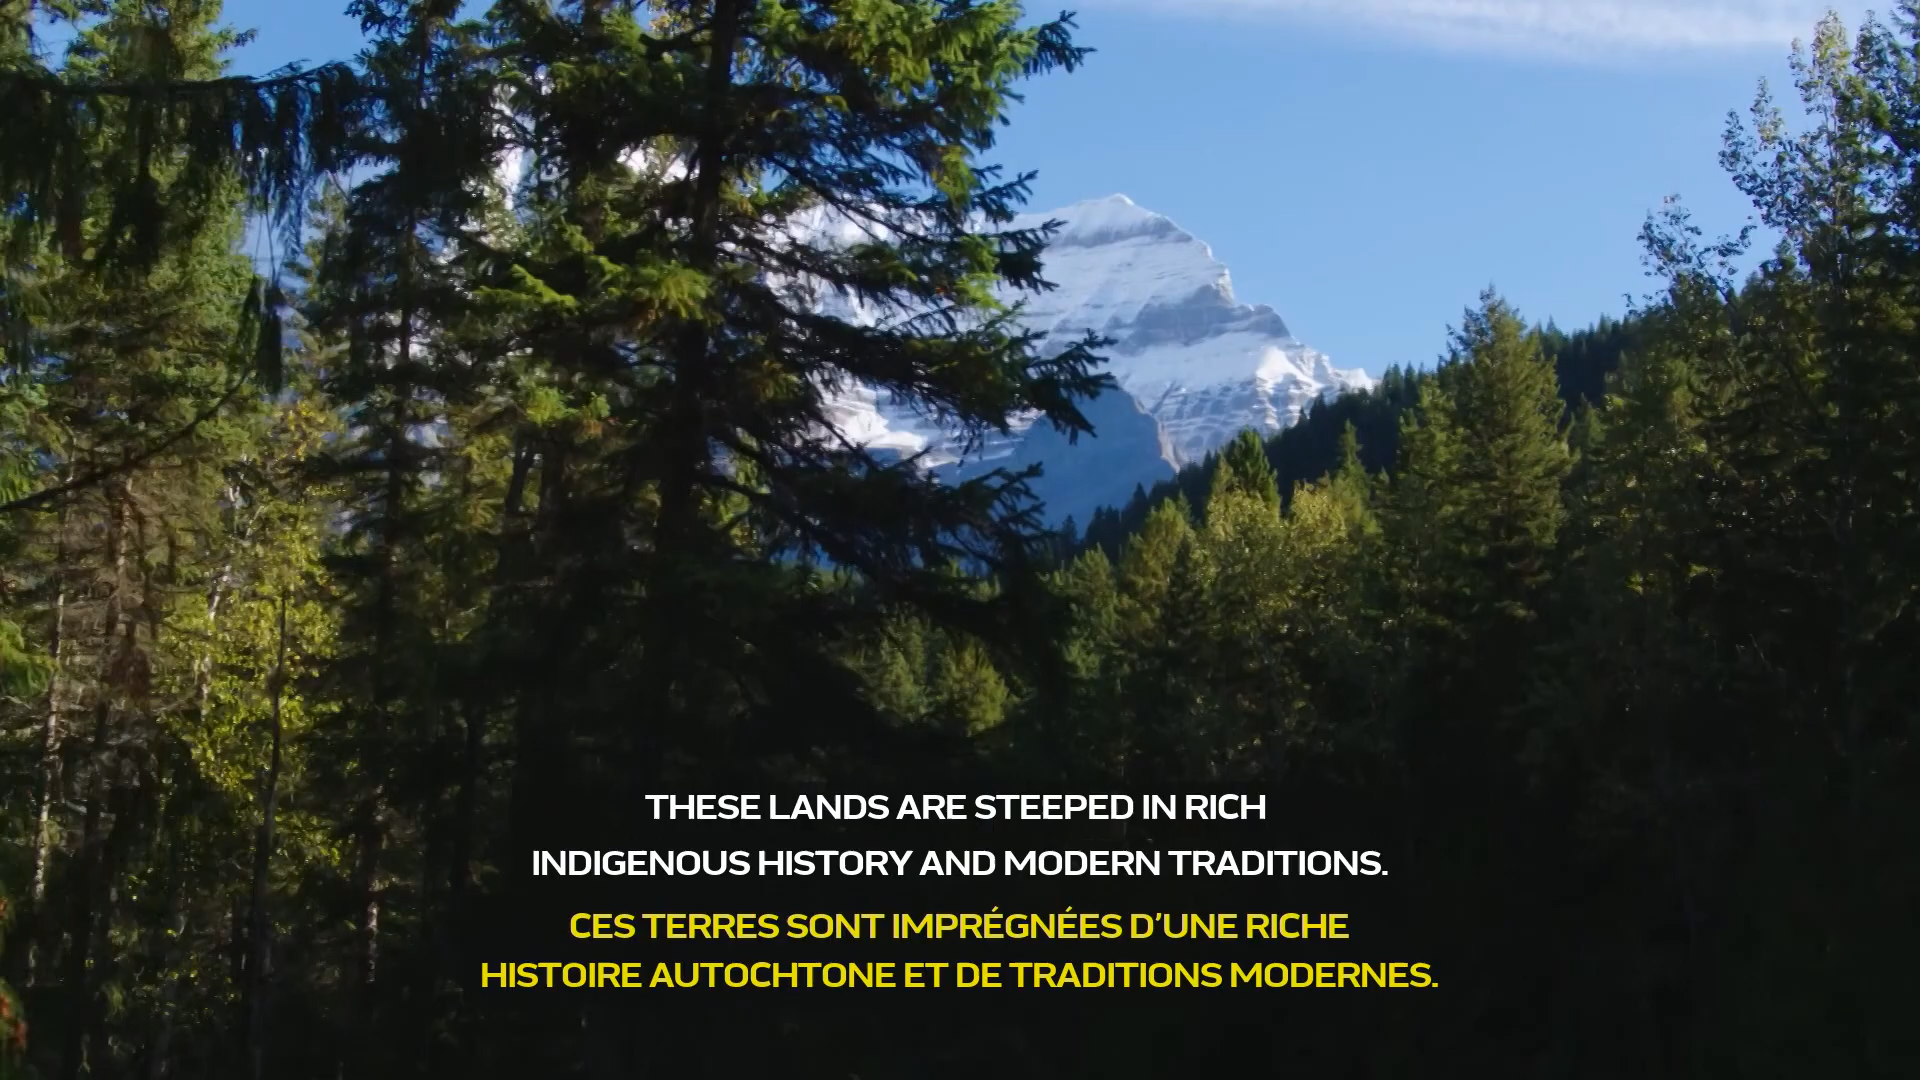 THESE LANDS ARE STEEPED IN RICH
INDIGENOUS HISTORY AND MODERN TRADITIONS.
CES TERRES SONT IMPRÉGNÉES D'UNE RICHE
HISTOIRE AUTOCHTONE ET DE TRADITIONS MODERNES.